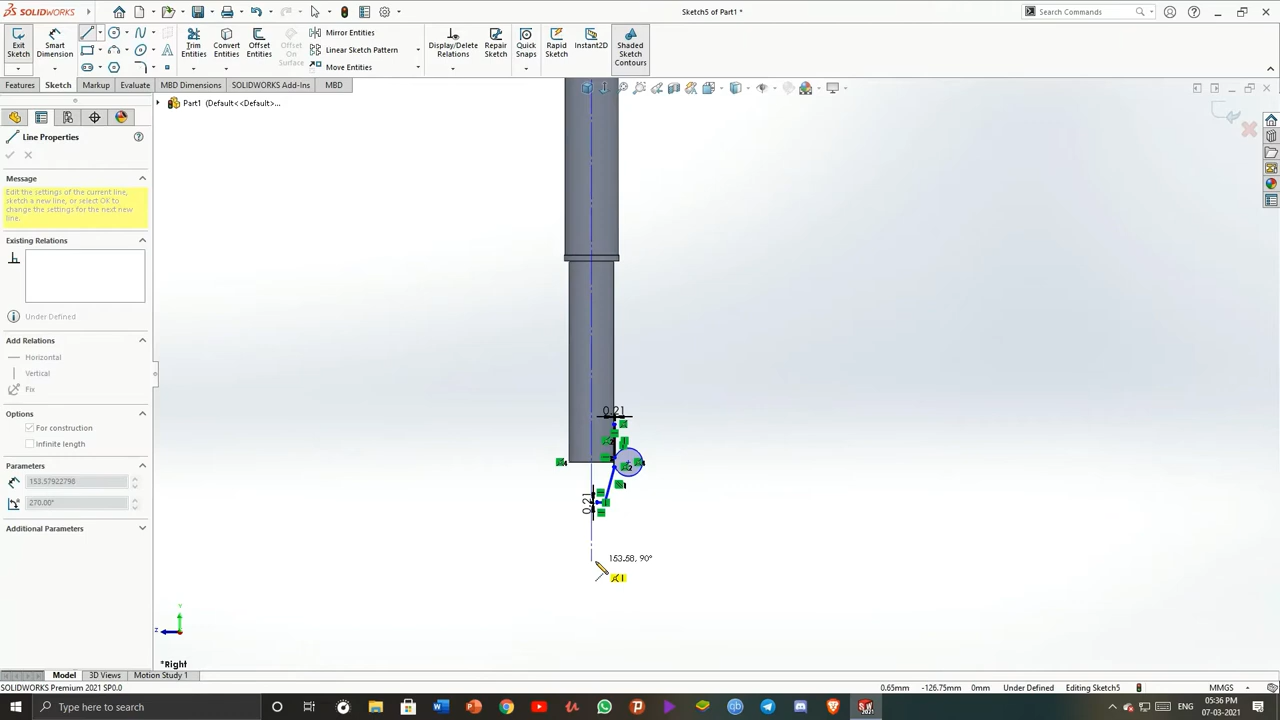 SOLIDWORKS
Sketch5 of Part1 *
Search Commands
Exit Sketch
Smart Dimension
Trim Entities
Convert Entities
Offset Entities
Offset On Surface
Mirror Entities
Linear Sketch Pattern
Move Entities
Display/Delete Relations
Repair Sketch
Quick Snaps
Rapid Sketch
Instant2D
Shaded Sketch Contours
Features
Sketch
Markup
Evaluate
MBD Dimensions
SOLIDWORKS Add-Ins
MBD
Part1 (Default<<Default>...
Line Properties
Message
Edit the settings of the current line,
sketch a new line, or select OK to
change the settings for the next new
line.
Existing Relations
Under Defined
Add Relations
Horizontal
Vertical
Fix
Options
For construction
Infinite length
Parameters
153.57922798
270.00°
Additional Parameters
0.21
0.21
153.58, 90°
Y
Z
*Right
Model
3D Views
Motion Study 1
SOLIDWORKS Premium 2021 SP0.0
0.65mm
-126.75mm
0mm
Under Defined
Editing Sketch5
MMGS
Type here to search
05:36 PM
07-03-2021